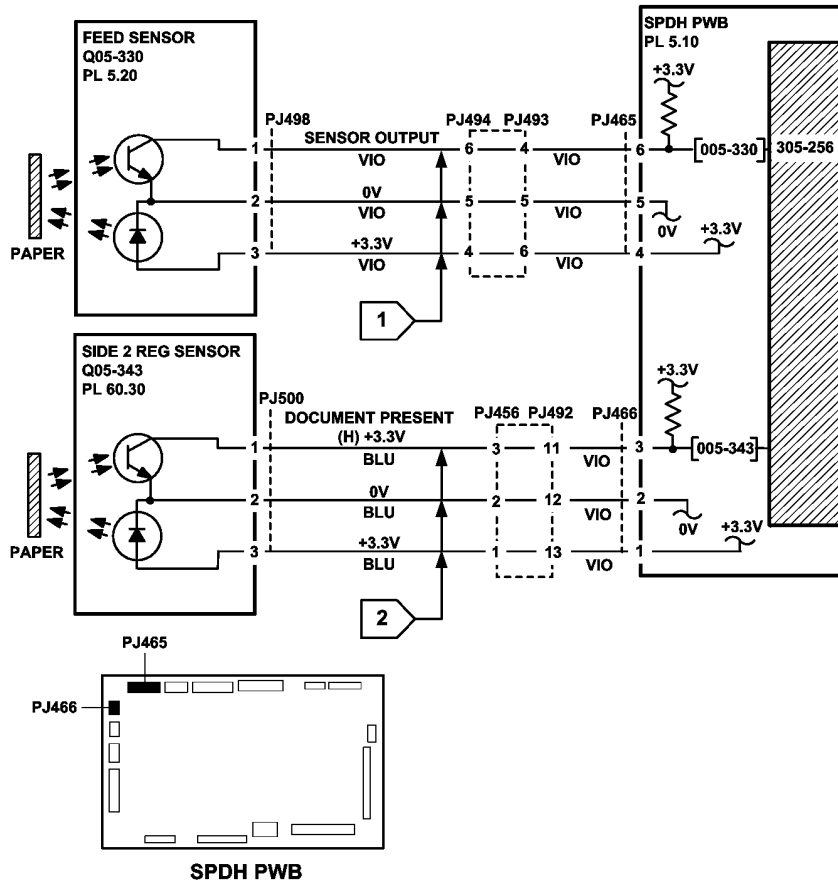 FEED SENSOR
Q05-330
PL 5.20
SPDH PWB
PL 5.10
+3.3V
PJ498
PJ494 PJ493
PJ465
1 SENSOR OUTPUT 6 4 6
VIO VIO
[005-330] 305-256
0V
2 5 5 5
VIO VIO
0V
+3.3V
+3.3V
3 4 6 4
VIO VIO
PAPER
1
SIDE 2 REG SENSOR
Q05-343
PL 60.30
+3.3V
PJ500
PJ456 PJ492
PJ466
DOCUMENT PRESENT
(H) +3.3V
1 3 11 3
BLU VIO
[005-343]
0V
2 2 12 2
BLU VIO
0V
+3.3V
+3.3V
3 1 13 1
BLU VIO
PAPER
2
PJ465
PJ466
SPDH PWB